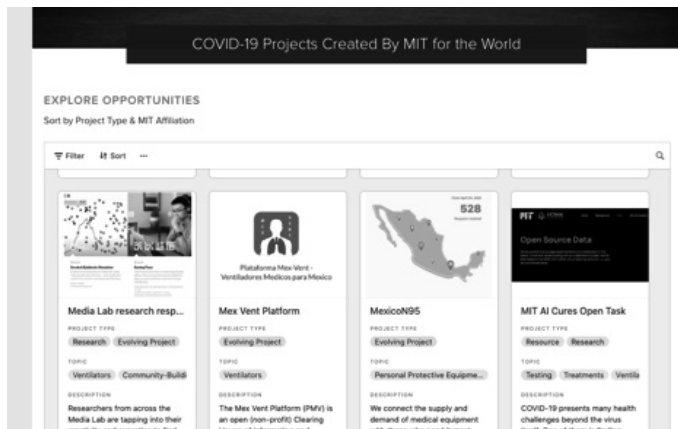 COVID-19 Projects Created By MIT for the World
EXPLORE OPPORTUNITIES
Sort by Project Type & MIT Affiliation
Filter Sort ...
528
MIT
Open Source Data
Plataforma Mex Vent -
Ventiladores Medicos para Mexico
Media Lab research resp...
PROJECT TYPE
Research Evolving Project
TOPIC
Ventilators Community-Buildi
DESCRIPTION
Researchers from across the
Media Lab are tapping into their
Mex Vent Platform
PROJECT TYPE
Evolving Project
TOPIC
Ventilators
DESCRIPTION
The Mex Vent Platform (PMV) is
an open (non-profit) Clearing
MexicoN95
PROJECT TYPE
Evolving Project
TOPIC
Personal Protective Equipme...
DESCRIPTION
We connect the supply and
demand of medical equipment
MIT AI Cures Open Task
PROJECT TYPE
Resource Research
TOPIC
Testing Treatments Ventila
DESCRIPTION
COVID-19 presents many health
challenges beyond the virus